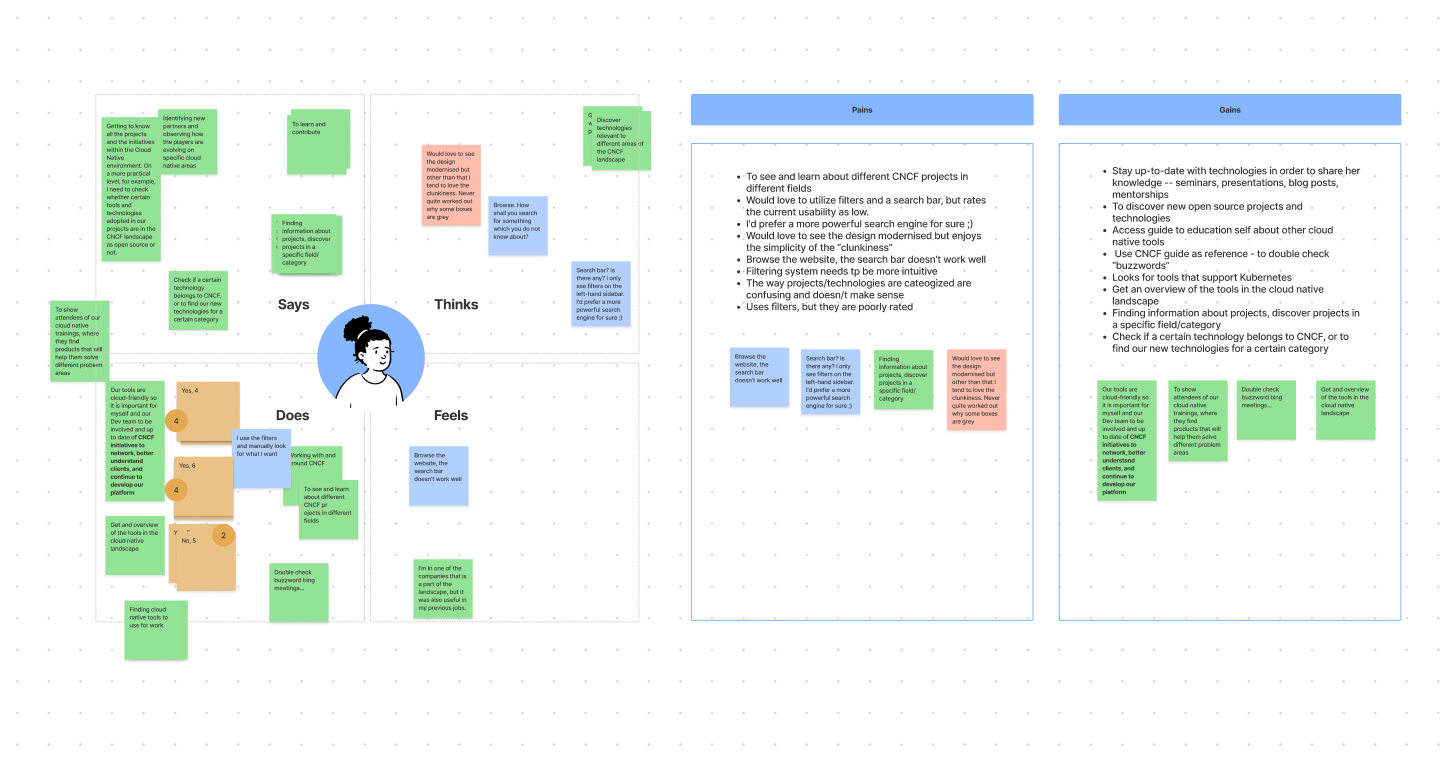 Getting to know
all the projects
and the initiatives
within the Cloud
Native
environment. On
a more practical
level, for example,
I need to check
whether certain
tools and
technologies
adopted in our
projects are in the
CNCF landscape
as open source or
not.
Identifying new
partners and
observing how
the players are
evolving on
specific cloud
native areas
To learn and
contribute
Finding
information about
projects, discover
projects in a
specific field/
category
Check if a certain
technology
belongs to CNCF,
or to find our new
technologies for a
certain category
To show
attendees of our
cloud native
trainings, where
they find
products that will
help them solve
different problem
areas
Says
Would love to see
the design
modernised but
other than that I
tend to love the
clunkiness. Never
quite worked out
why some boxes
are grey
Browse. How
shall you search
for something
which you do not
know about?
Search bar? Is
there any? I only
see filters on the
left-hand sidebar.
I'd prefer a more
powerful search
engine for sure ;)
G
w
p
Discover
technologies
relevant to
different areas of
the CNCF
landscape
Thinks
Our tools are
cloud-friendly so
it is important for
myself and our
Dev team to be
involved and up
to date of CNCF
initiatives to
network, better
understand
clients, and
continue to
develop our
platform
Yes, 4
4
Yes, 6
4
Y
No, 5
2
I use the filters
and manually look
for what I want
Working with and
round CNCF
To see and learn
about different
CNCF pr
ojects in different
fields
Get and overview
of the tools in the
cloud native
landscape
Double check
buzzword bing
meetings...
Finding cloud
native tools to
use for work
Does
Feels
Browse the
website, the
search bar
doesn't work well
I'm in one of the
companies that is
a part of the
landscape, but it
was also useful in
my previous jobs.
Pains
• To see and learn about different CNCF projects in
different fields
• Would love to utilize filters and a search bar, but rates
the current usability as low.
• I'd prefer a more powerful search engine for sure ;)
• Would love to see the design modernised but enjoys
the simplicity of the “clunkiness”
• Browse the website, the search bar doesn't work well
• Filtering system needs tp be more intuitive
• The way projects/technologies are cateogized are
confusing and doesn/t make sense
• Uses filters, but they are poorly rated
Browse the
website, the
search bar
doesn't work well
Search bar? Is
there any? I only
see filters on the
left-hand sidebar.
I'd prefer a more
powerful search
engine for sure ;)
Finding
information about
projects, discover
projects in a
specific field/
category
Would love to see
the design
modernised but
other than that I
tend to love the
clunkiness. Never
quite worked out
why some boxes
are grey
Gains
• Stay up-to-date with technologies in order to share her
knowledge -- seminars, presentations, blog posts,
mentorships
• To discover new open source projects and
technologies
• Access guide to education self about other cloud
native tools
• Use CNCF guide as reference - to double check
“buzzwords”
• Looks for tools that support Kubernetes
• Get an overview of the tools in the cloud native
landscape
• Finding information about projects, discover projects in
a specific field/category
• Check if a certain technology belongs to CNCF, or to
find our new technologies for a certain category
Our tools are
cloud-friendly so
it is important for
myself and our
Dev team to be
involved and up
to date of CNCF
initiatives to
network, better
understand
clients, and
continue to
develop our
platform
To show
attendees of our
cloud native
trainings, where
they find
products that will
help them solve
different problem
areas
Double check
buzzword bing
meetings...
Get and overview
of the tools in the
cloud native
landscape